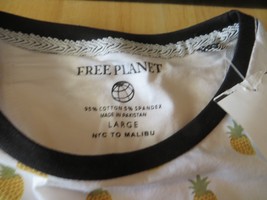 FREE PLANET
95% COTTON 5% SPANDEX
MADE IN PAKISTAN
LARGE
NYC TO MALIBU